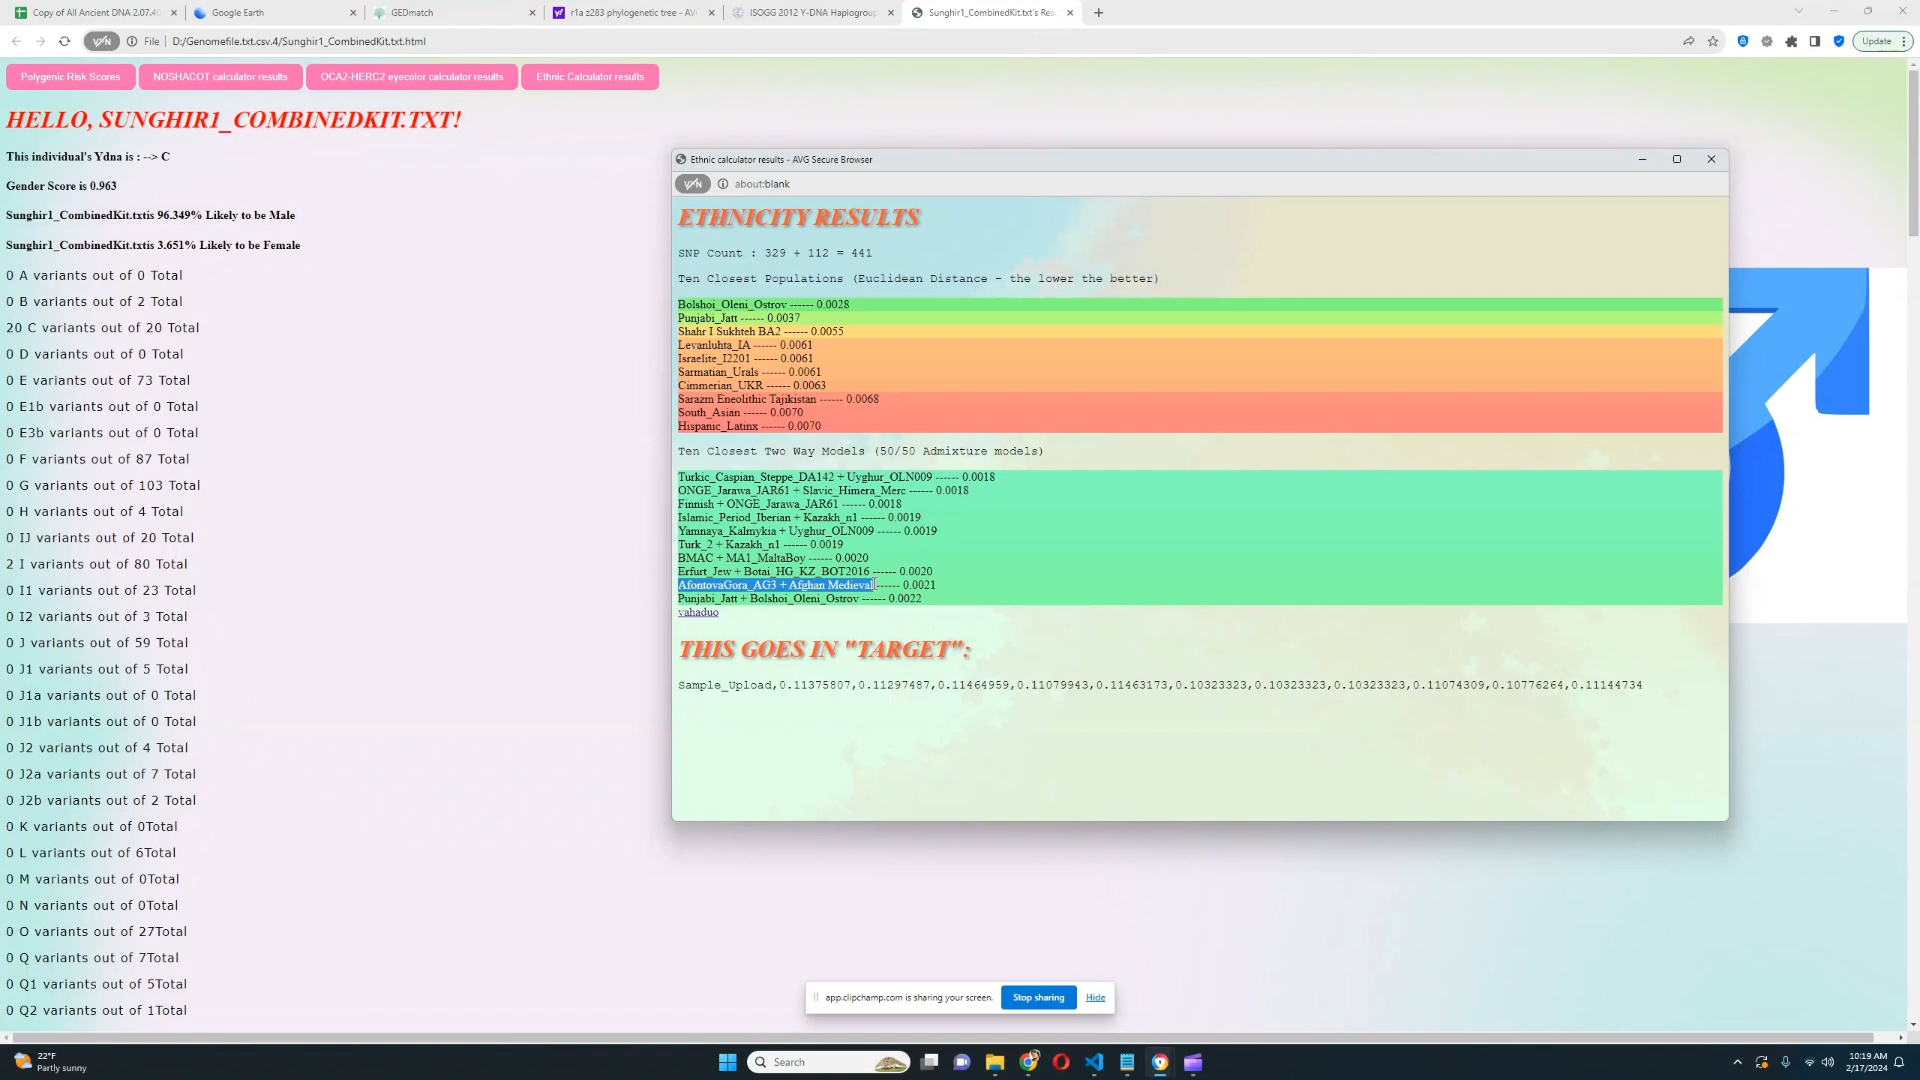 Copy of All Ancient DNA 2.07.40
Google Earth
GEDmatch
r1a z283 phylogenetic tree - AV
ISOGG 2012 Y-DNA Haplogroup
Sunghir1_CombinedKit.txt's Res
File
D:/Genomefile.txt.csv.4/Sunghir1_CombinedKit.txt.html
Update
Polygenic Risk Scores
NOSHACOT calculator results
OCA2-HERC2 eyecolor calculator results
Ethnic Calculator results
HELLO, SUNGHIR1_COMBINEDKIT.TXT!
This individual's Ydna is : --> C
Gender Score is 0.963
Sunghir1_CombinedKit.txtis 96.349% Likely to be Male
Sunghir1_CombinedKit.txtis 3.651% Likely to be Female
0 A variants out of 0 Total
0 B variants out of 2 Total
20 C variants out of 20 Total
0 D variants out of 0 Total
0 E variants out of 73 Total
0 E1b variants out of 0 Total
0 E3b variants out of 0 Total
0 F variants out of 87 Total
0 G variants out of 103 Total
0 H variants out of 4 Total
0 IJ variants out of 20 Total
2 I variants out of 80 Total
0 I1 variants out of 23 Total
0 I2 variants out of 3 Total
0 J variants out of 59 Total
0 J1 variants out of 5 Total
0 J1a variants out of 0 Total
0 J1b variants out of 0 Total
0 J2 variants out of 4 Total
0 J2a variants out of 7 Total
0 J2b variants out of 2 Total
0 K variants out of 0Total
0 L variants out of 6Total
0 M variants out of 0Total
0 N variants out of 0Total
0 O variants out of 27Total
0 Q variants out of 7Total
0 Q1 variants out of 5Total
0 Q2 variants out of 1Total
Ethnic calculator results - AVG Secure Browser
about:blank
ETHNICITY RESULTS
SNP Count : 329 + 112 = 441
Ten Closest Populations (Euclidean Distance - the lower the better)
Bolshoi_Oleni_Ostrov ------ 0.0028
Punjabi_Jatt ------ 0.0037
Shahr I Sukhteh BA2 ------ 0.0055
Levanluhta_IA ------ 0.0061
Israelite_I2201 ------ 0.0061
Sarmatian_Urals ------ 0.0061
Cimmerian_UKR ------ 0.0063
Sarazm Eneolithic Tajikistan ------ 0.0068
South_Asian ------ 0.0070
Hispanic_Latinx ------ 0.0070
Ten Closest Two Way Models (50/50 Admixture models)
Turkic_Caspian_Steppe_DA142 + Uyghur_OLN009 ------ 0.0018
ONGE_Jarawa_JAR61 + Slavic_Himera_Merc ------ 0.0018
Finnish + ONGE_Jarawa_JAR61 ------ 0.0018
Islamic_Period_Iberian + Kazakh_n1 ------ 0.0019
Yamnaya_Kalmykia + Uyghur_OLN009 ------ 0.0019
Turk_2 + Kazakh_n1 ------ 0.0019
BMAC + MA1_MaltaBoy ------ 0.0020
Erfurt_Jew + Botai_HG_KZ_BOT2016 ------ 0.0020
AfontovaGora_AG3 + Afghan Medieval ------ 0.0021
Punjabi_Jatt + Bolshoi_Oleni_Ostrov ------ 0.0022
vahaduo
THIS GOES IN "TARGET":
Sample_Upload,0.11375807,0.11297487,0.11464959,0.11079943,0.11463173,0.10323323,0.10323323,0.10323323,0.11074309,0.10776264,0.11144734
app.clipchamp.com is sharing your screen.
Stop sharing
Hide
22°F
Partly sunny
Search
10:19 AM
2/17/2024